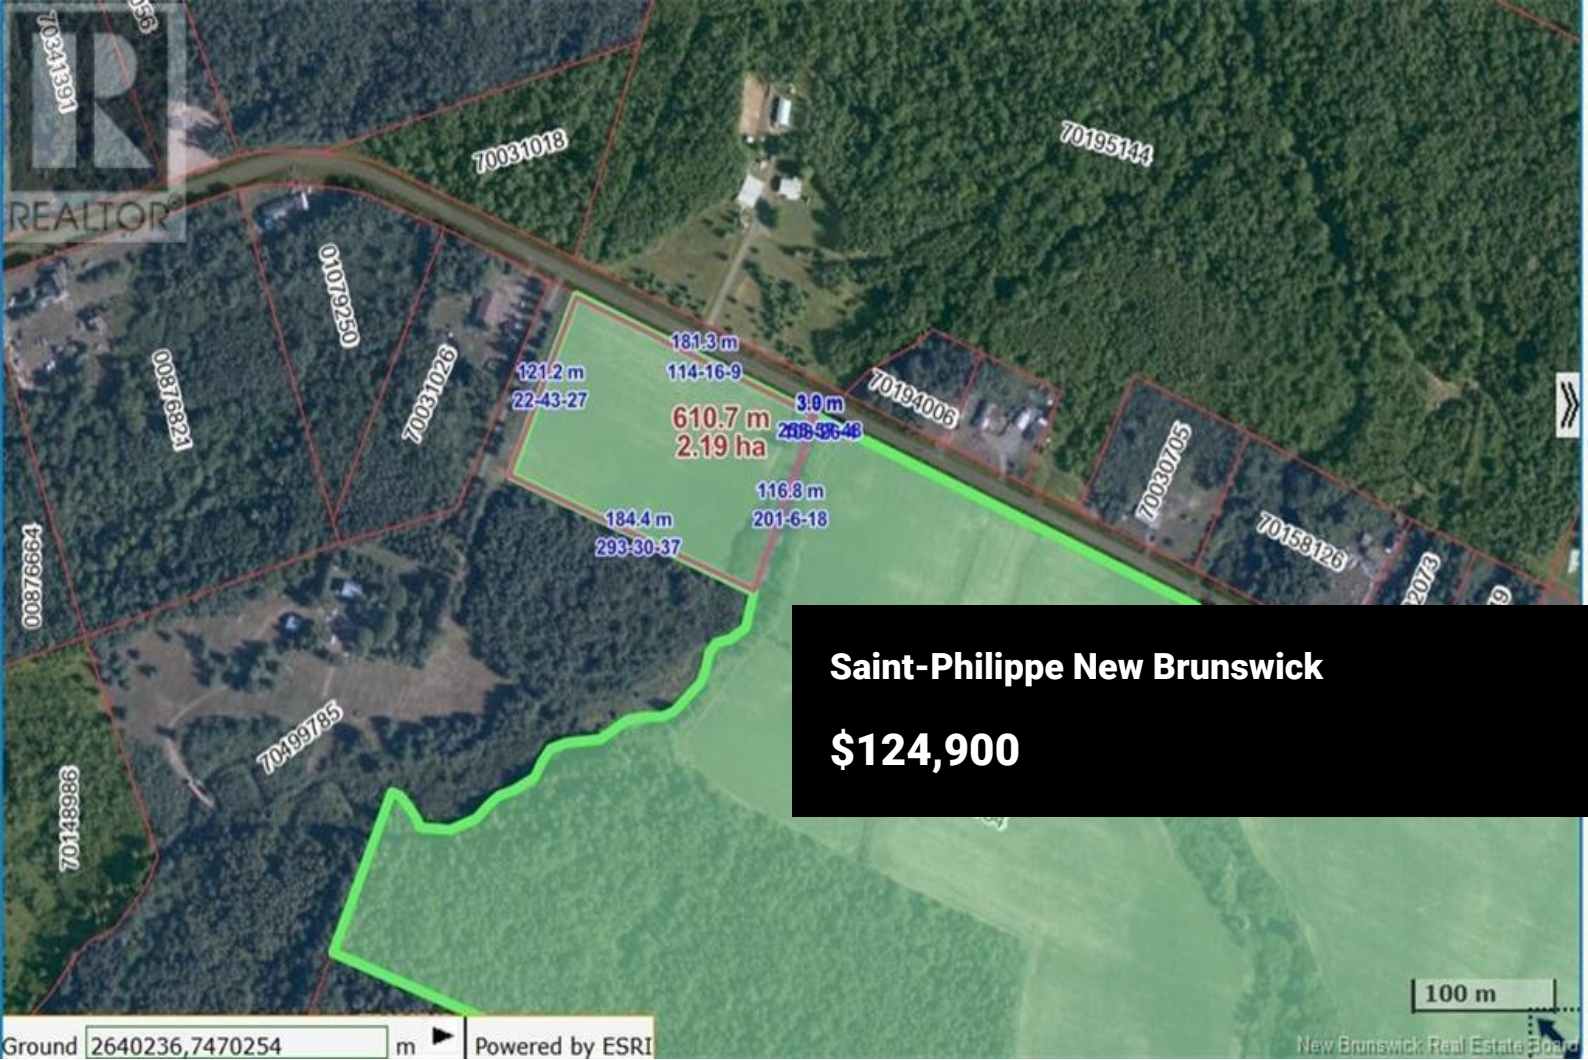 70341391
REALTOR
70031018
70195144
01079250
00876821
70031026
181.3 m
114-16-9
121.2 m
22-43-27
610.7 m
2.19 ha
3.0 m
70194006
116.8 m
201-6-18
184.4 m
293-30-37
70030705
70158126
00876664
70499785
70148986
Saint-Philippe New Brunswick
$124,900
100 m
Ground 2640236,7470254 m Powered by ESRI
New Brunswick Real Estate Board